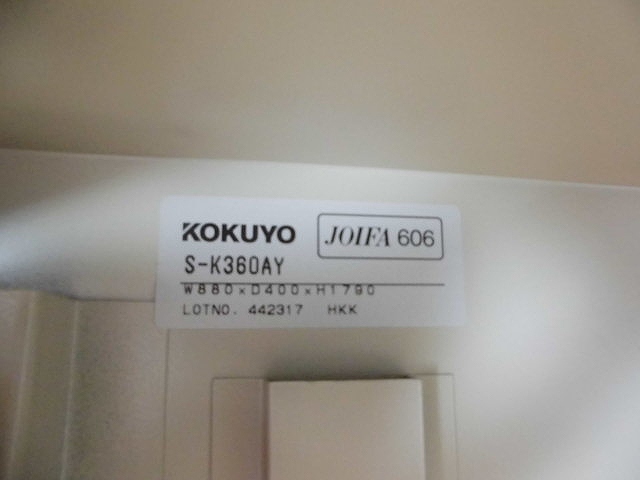 KOKUYO JOIFA 606
S-K360AY
W880×D400×H1790
LOTNO. 442317 HKK